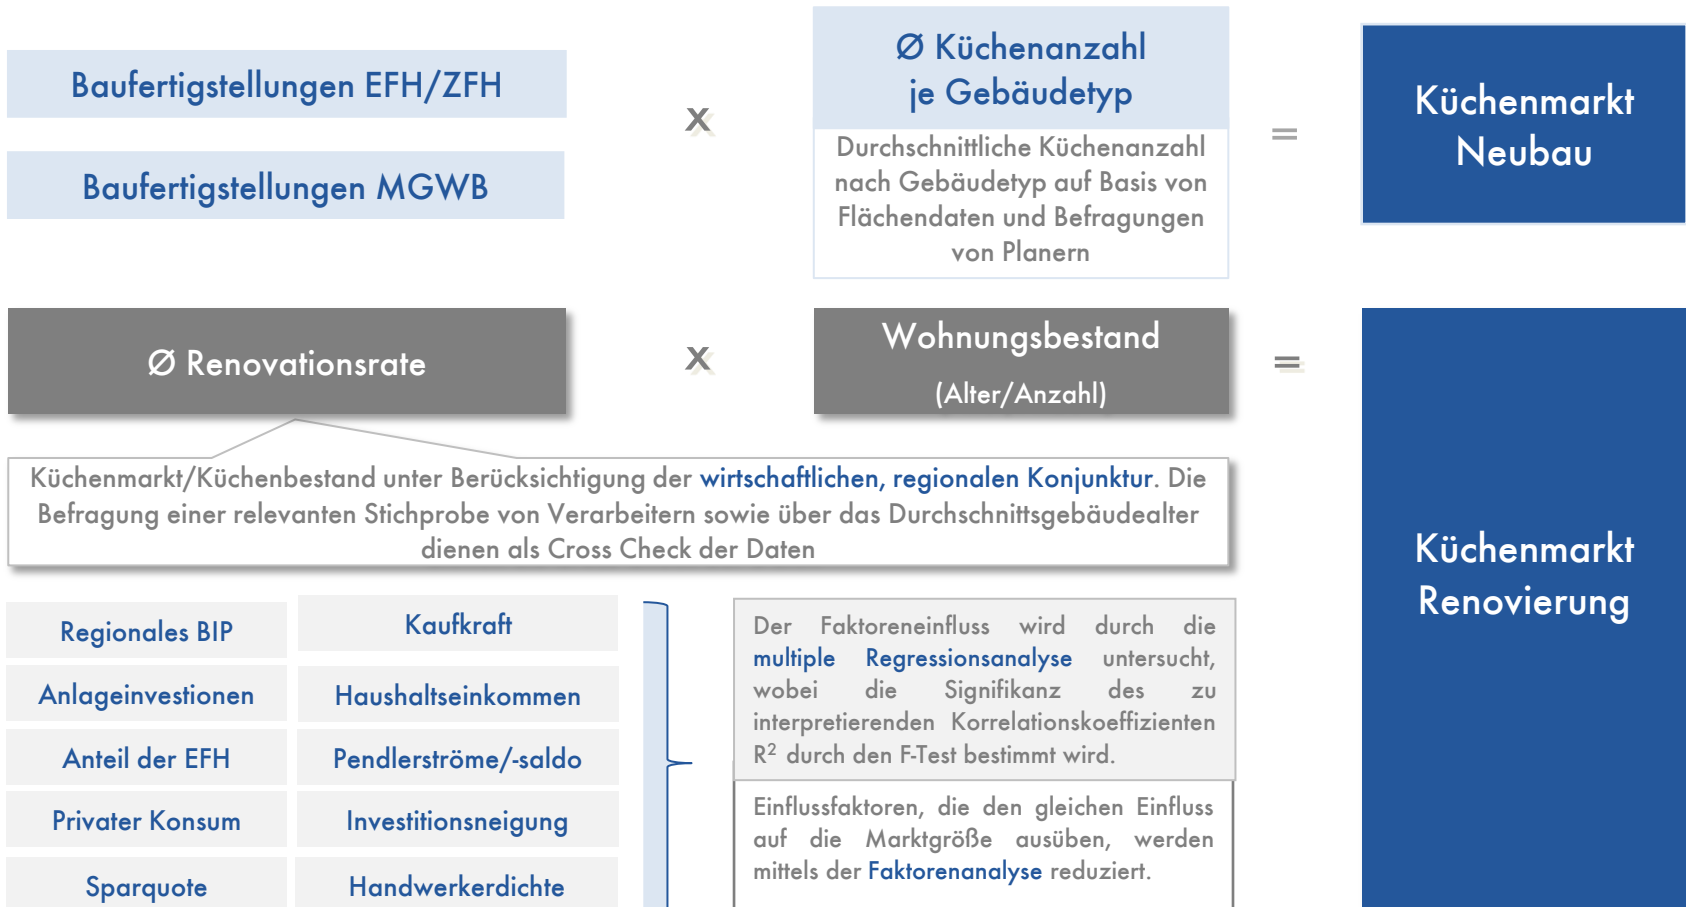 Baufertigstellungen EFH/ZFH
Baufertigstellungen MGWB
x
Ø Küchenanzahl
je Gebäudetyp
Durchschnittliche Küchenanzahl
nach Gebäudetyp auf Basis von
Flächendaten und Befragungen
von Planern
=
Küchenmarkt
Neubau
Ø Renovationsrate
x
Wohnungsbestand
(Alter/Anzahl)
=
Küchenmarkt
Renovierung
Küchenmarkt/Küchenbestand unter Berücksichtigung der wirtschaftlichen, regionalen Konjunktur. Die
Befragung einer relevanten Stichprobe von Verarbeitern sowie über das Durchschnittsgebäudealter
dienen als Cross Check der Daten
Regionales BIP
Kaufkraft
Anlageinvestionen
Haushaltseinkommen
Anteil der EFH
Pendlerströme/-saldo
Privater Konsum
Investitionsneigung
Sparquote
Handwerkerdichte
Der Faktoreneinfluss wird durch die
multiple Regressionsanalyse untersucht,
wobei die Signifikanz des zu
interpretierenden Korrelationskoeffizienten
R² durch den F-Test bestimmt wird.
Einflussfaktoren, die den gleichen Einfluss
auf die Marktgröße ausüben, werden
mittels der Faktorenanalyse reduziert.